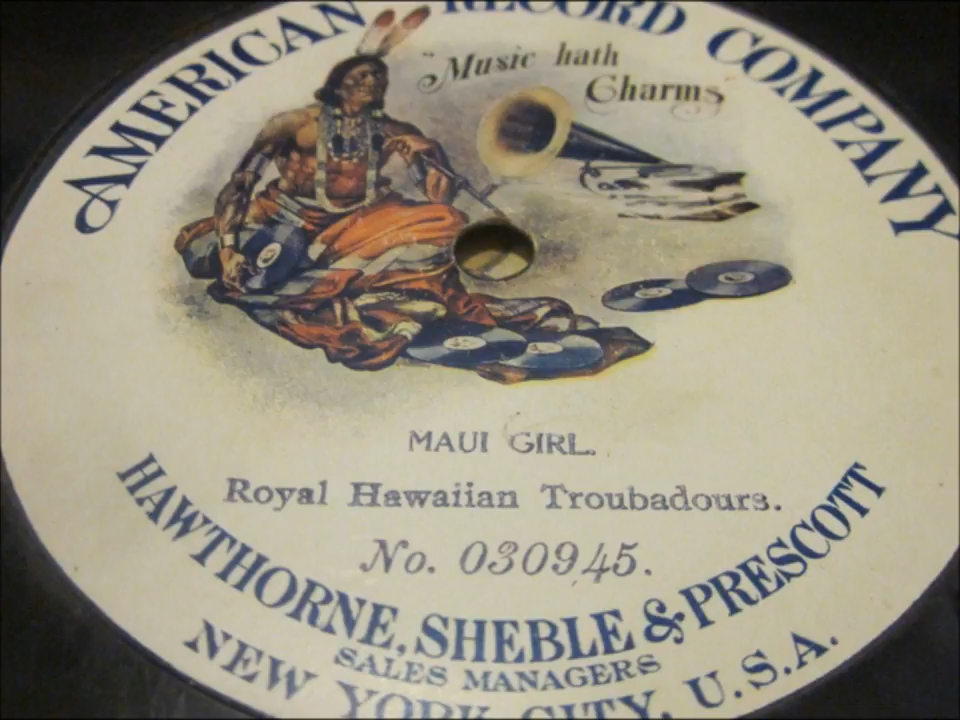 AMERICAN RECORD COMPANY
"Music hath
Charms"
MAUI GIRL.
Royal Hawaiian Troubadours.
No. 030945.
HAWTHORNE, SHEBLE & PRESCOTT
SALES MANAGERS
NEW YORK CITY, U.S.A.